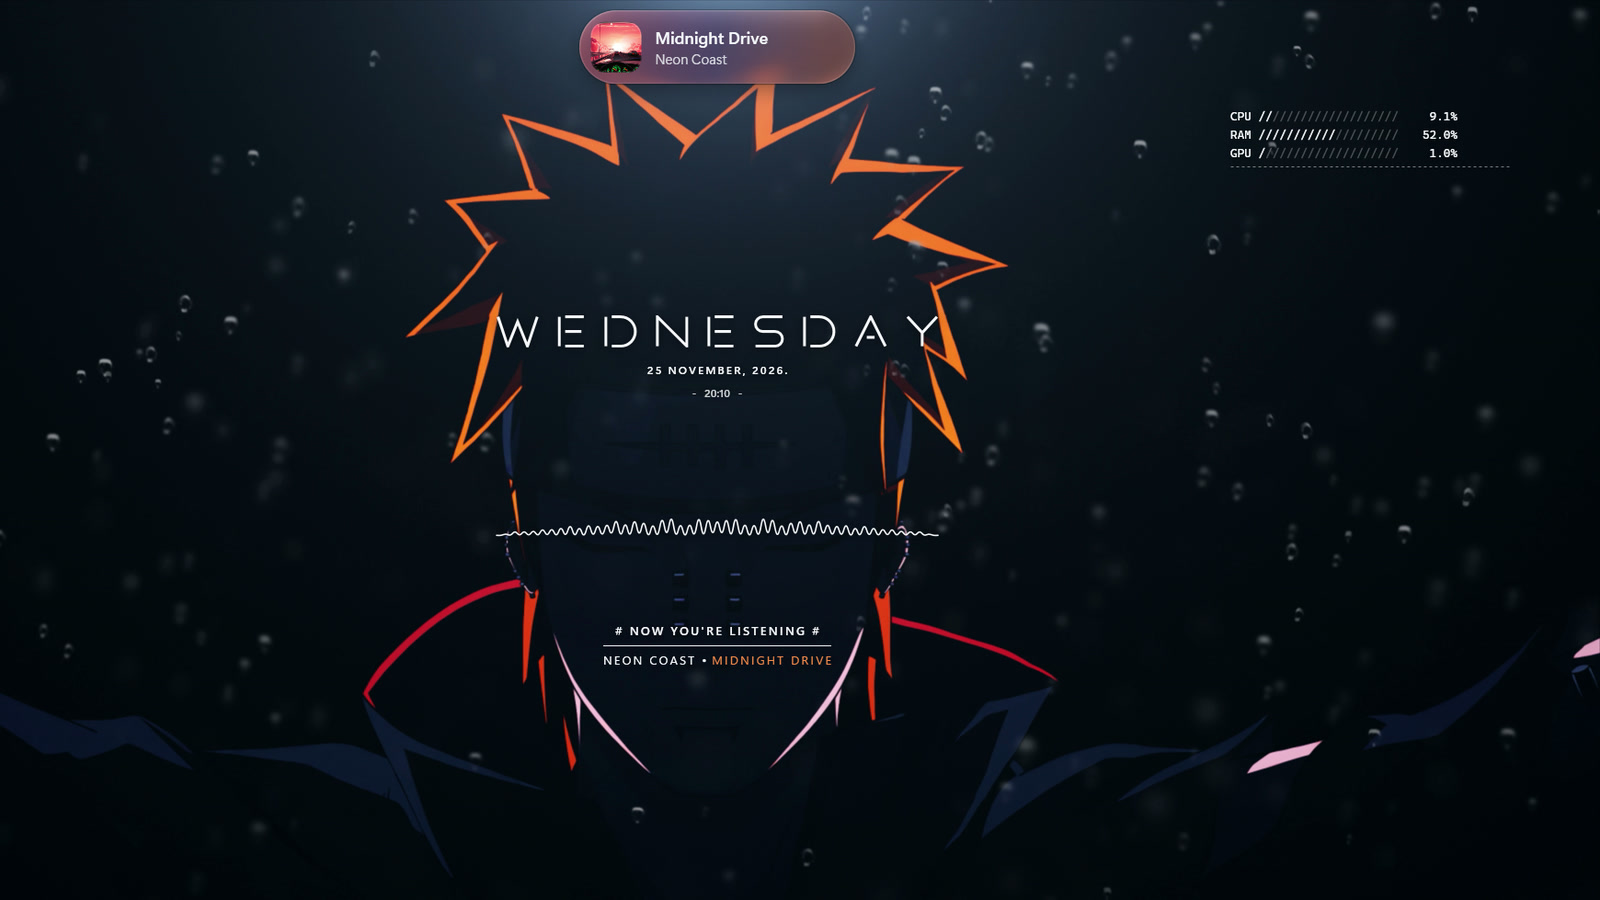 Midnight Drive
Neon Coast
CPU //////////////////// 9.1%
RAM //////////////////// 52.0%
GPU //////////////////// 1.0%
WEDNESDAY
25 NOVEMBER, 2026.
- 20:10 -
# NOW YOU'RE LISTENING #
NEON COAST • MIDNIGHT DRIVE